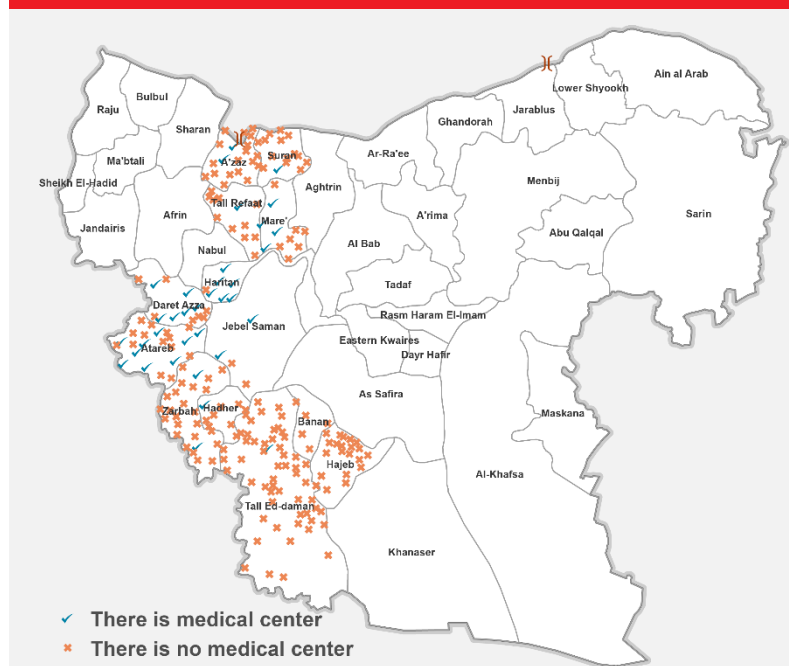 Ain al Arab
Lower Shyookh
Bulbul
Raju
Jarablus
Ghandorah
Sharan
Ar-Ra'ee
Suran
A'zaz
Ma'btali
Menbij
Sheikh El-Hadid
Aghtrin
Tall Refaat
Sarin
Afrin
A'rima
Mare'
Jandairis
Abu Qalqal
Al Bab
Nabul
Haritan
Tadaf
Daret Azza
Rasm Haram El-Imam
Jebel Saman
Eastern Kwaires
Atareb
Dayr Hafir
As Safira
Hadher
Zarbah
Maskana
Banan
Hajeb
Al-Khafsa
Tall Ed-daman
Khanaser
There is medical center
There is no medical center